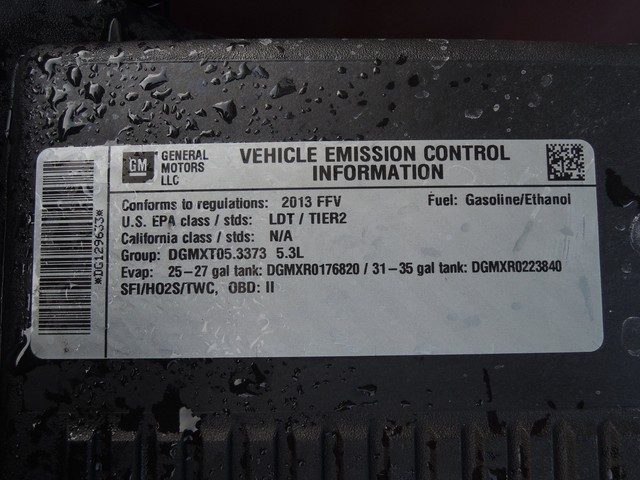 GM
GENERAL
MOTORS
LLC
VEHICLE EMISSION CONTROL
INFORMATION
Conforms to regulations: 2013 FFV Fuel: Gasoline/Ethanol
U.S. EPA class / stds: LDT / TIER2
California class / stds: N/A
Group: DGMXT05.3373 5.3L
Evap: 25-27 gal tank: DGMXR0176820 / 31-35 gal tank: DGMXR0223840
SFI/HO2S/TWC, OBD: II
*DG129633*